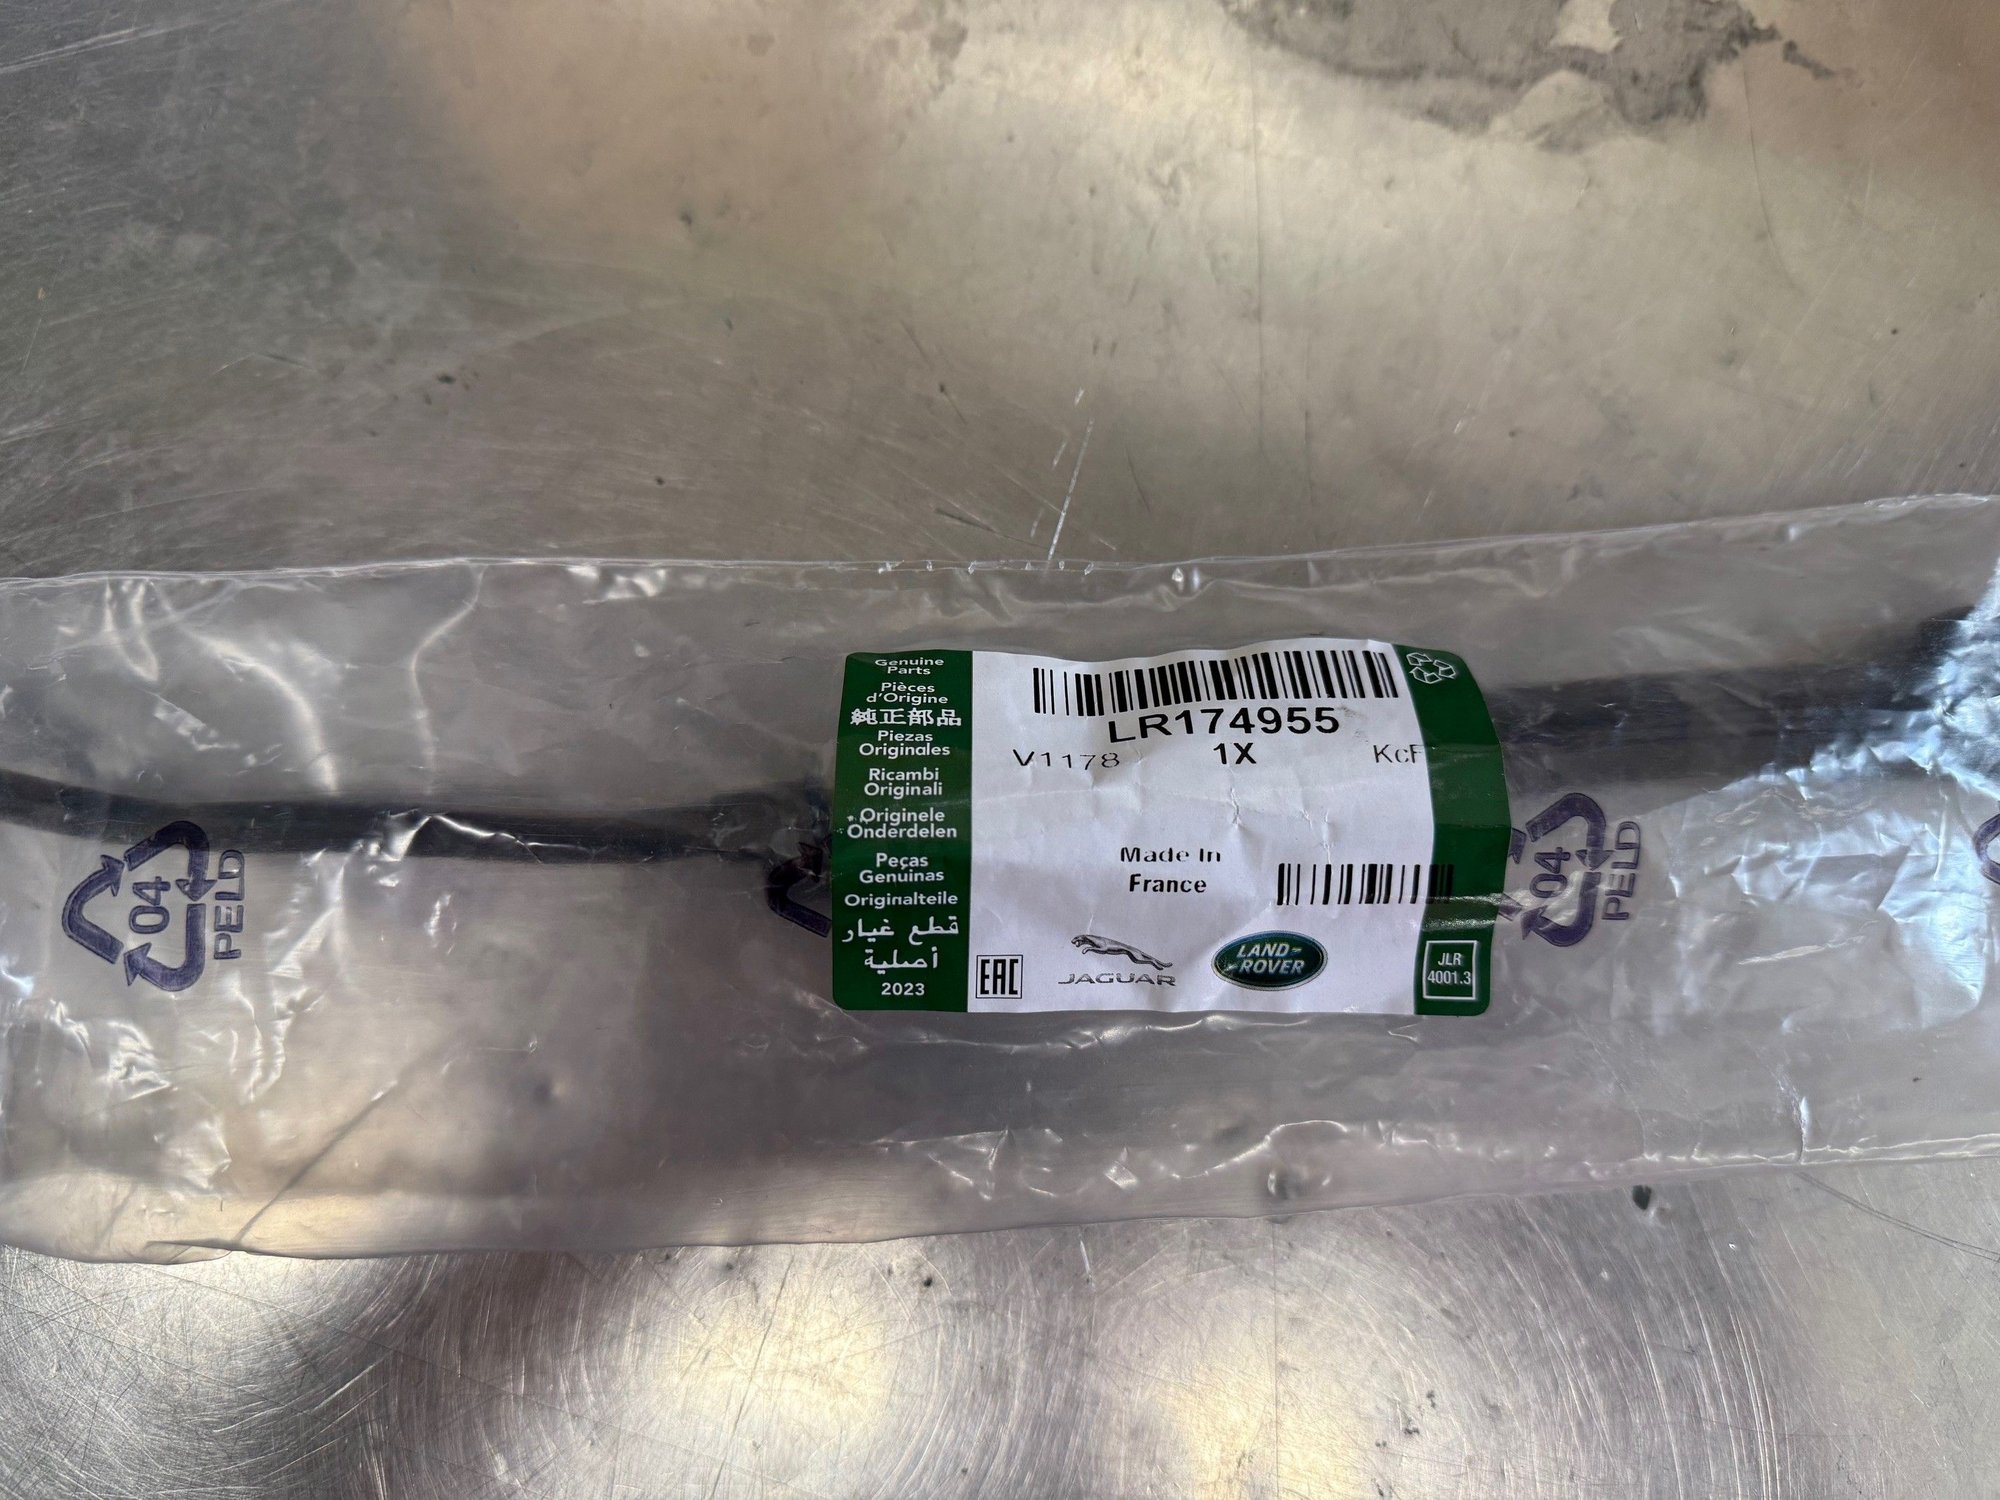 Genuine
Parts
Pièces
d'Origine
純正部品
Piezas
Originales
Ricambi
Originali
Originele
Onderdelen
Peças
Genuinas
Originalteile
قطع غيار
أصلية
2023
LR174955
V1178 1X KcF
Made In
France
EAC
JAGUAR
LAND-
ROVER
JLR
4001.3
04
PELD
04
PELD